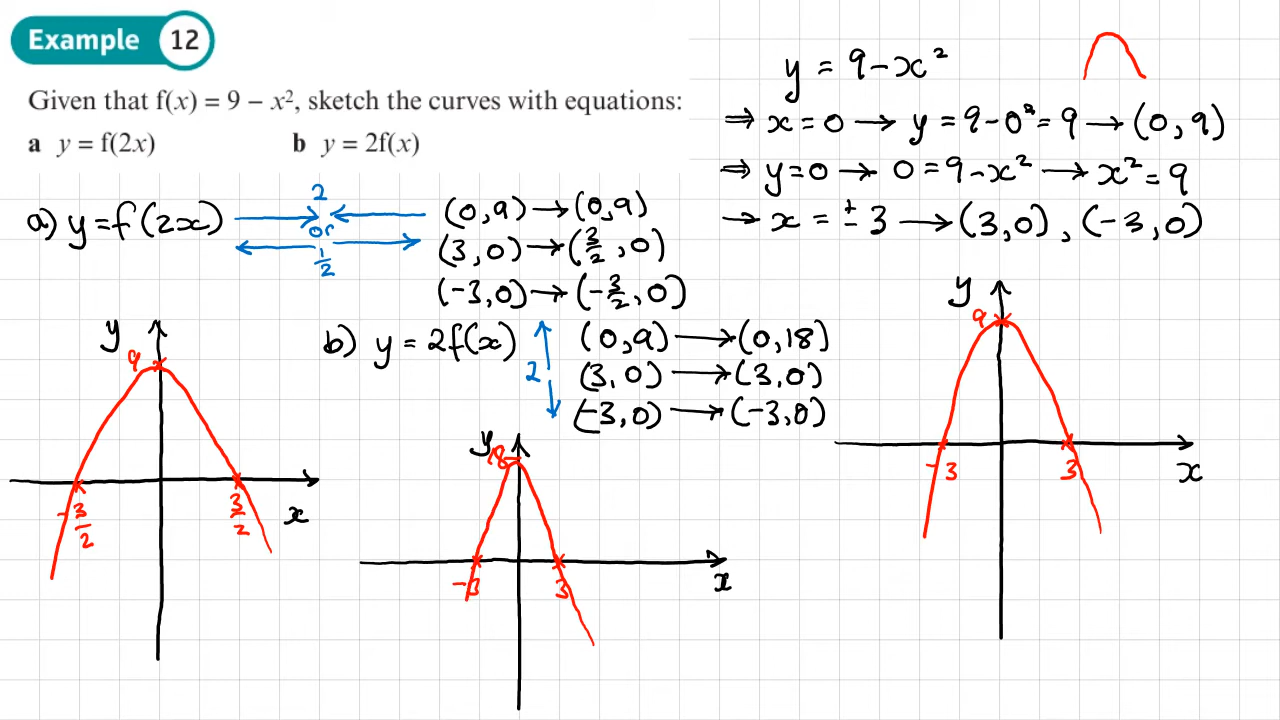 Example 12
Given that f(x) = 9 − x², sketch the curves with equations:
a y = f(2x) b y = 2f(x)
y = 9-x²
⇒ x=0 → y = 9-0² = 9 → (0,9)
⇒ y=0 → 0 = 9-x² → x² = 9
→ x = ± 3 → (3,0), (-3,0)
a) y=f(2x)
2
or
1/2
(0,9) → (0,9)
(3,0) → (3/2, 0)
(-3,0) → (-3/2, 0)
b) y = 2f(x)
2
(0,9) → (0,18)
(3,0) → (3,0)
(-3,0) → (-3,0)
y
9
-3/2
3/2
x
y
18
-3
3
x
y
9
-3
3
x